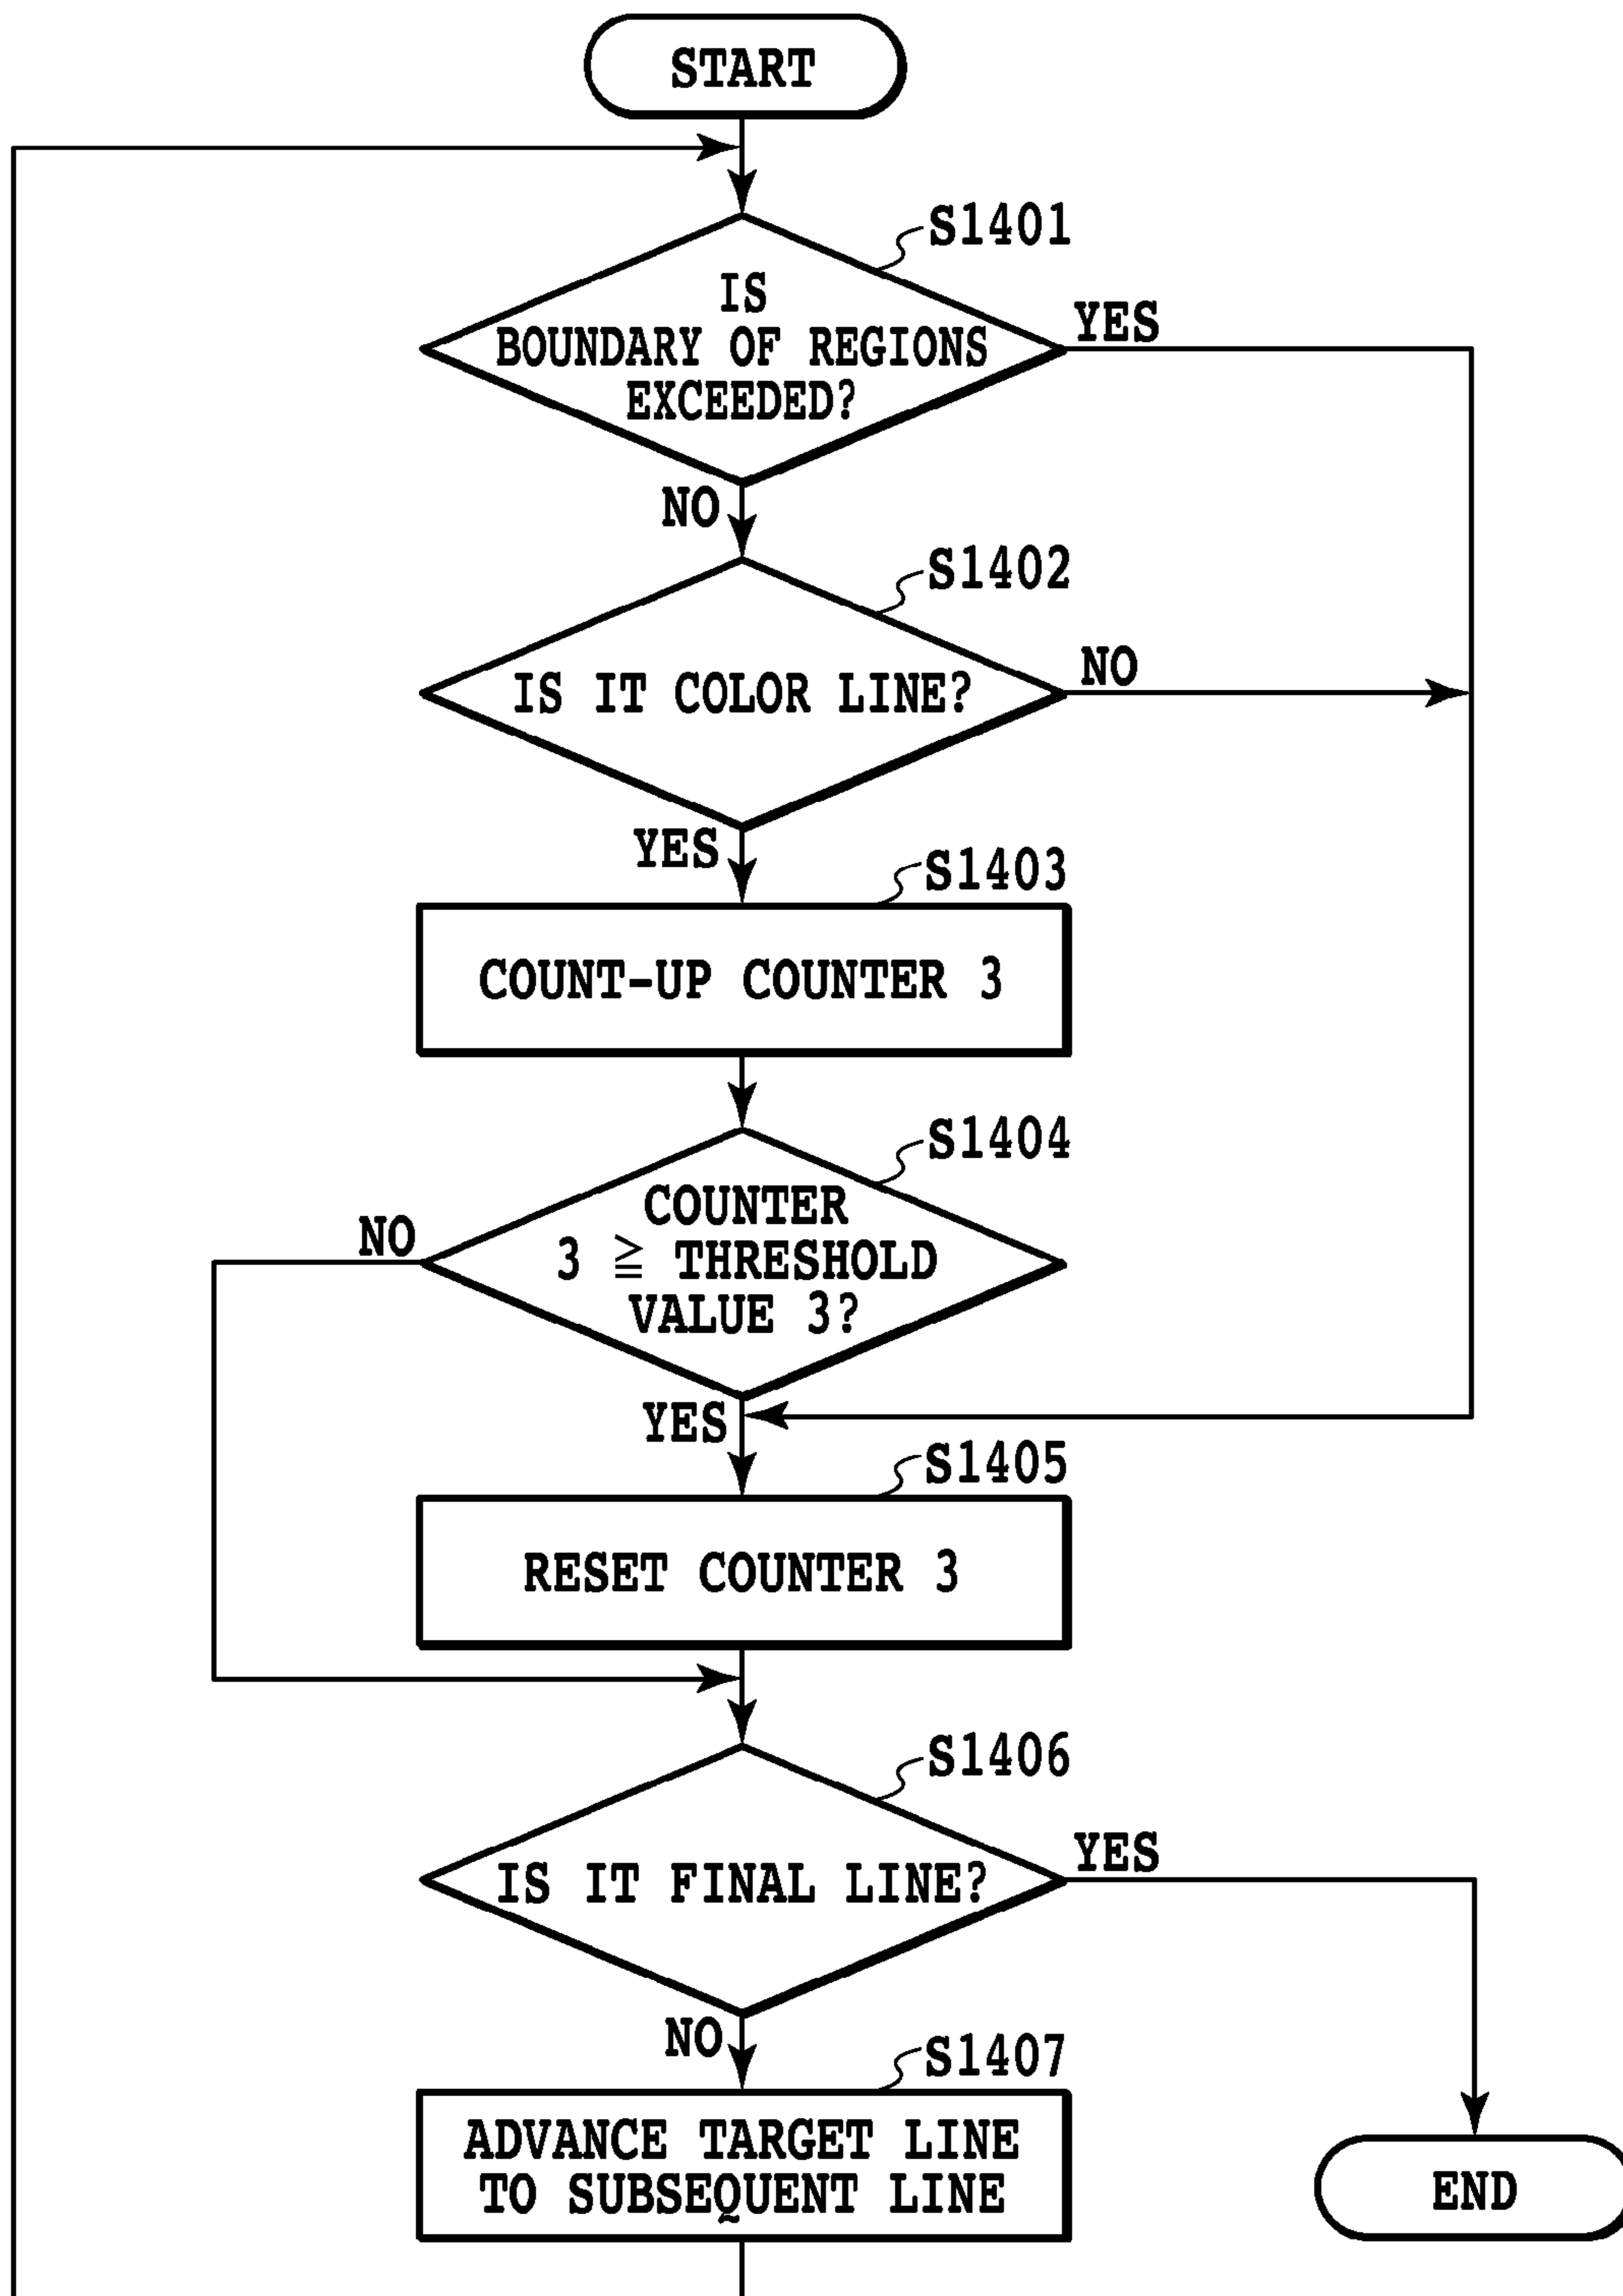 START
S1401
IS
BOUNDARY OF REGIONS
EXCEEDED?
YES
NO
S1402
IS IT COLOR LINE?
NO
YES
S1403
COUNT-UP COUNTER 3
S1404
COUNTER
3 ≧ THRESHOLD
VALUE 3?
NO
YES
S1405
RESET COUNTER 3
S1406
IS IT FINAL LINE?
YES
NO
S1407
ADVANCE TARGET LINE
TO SUBSEQUENT LINE
END